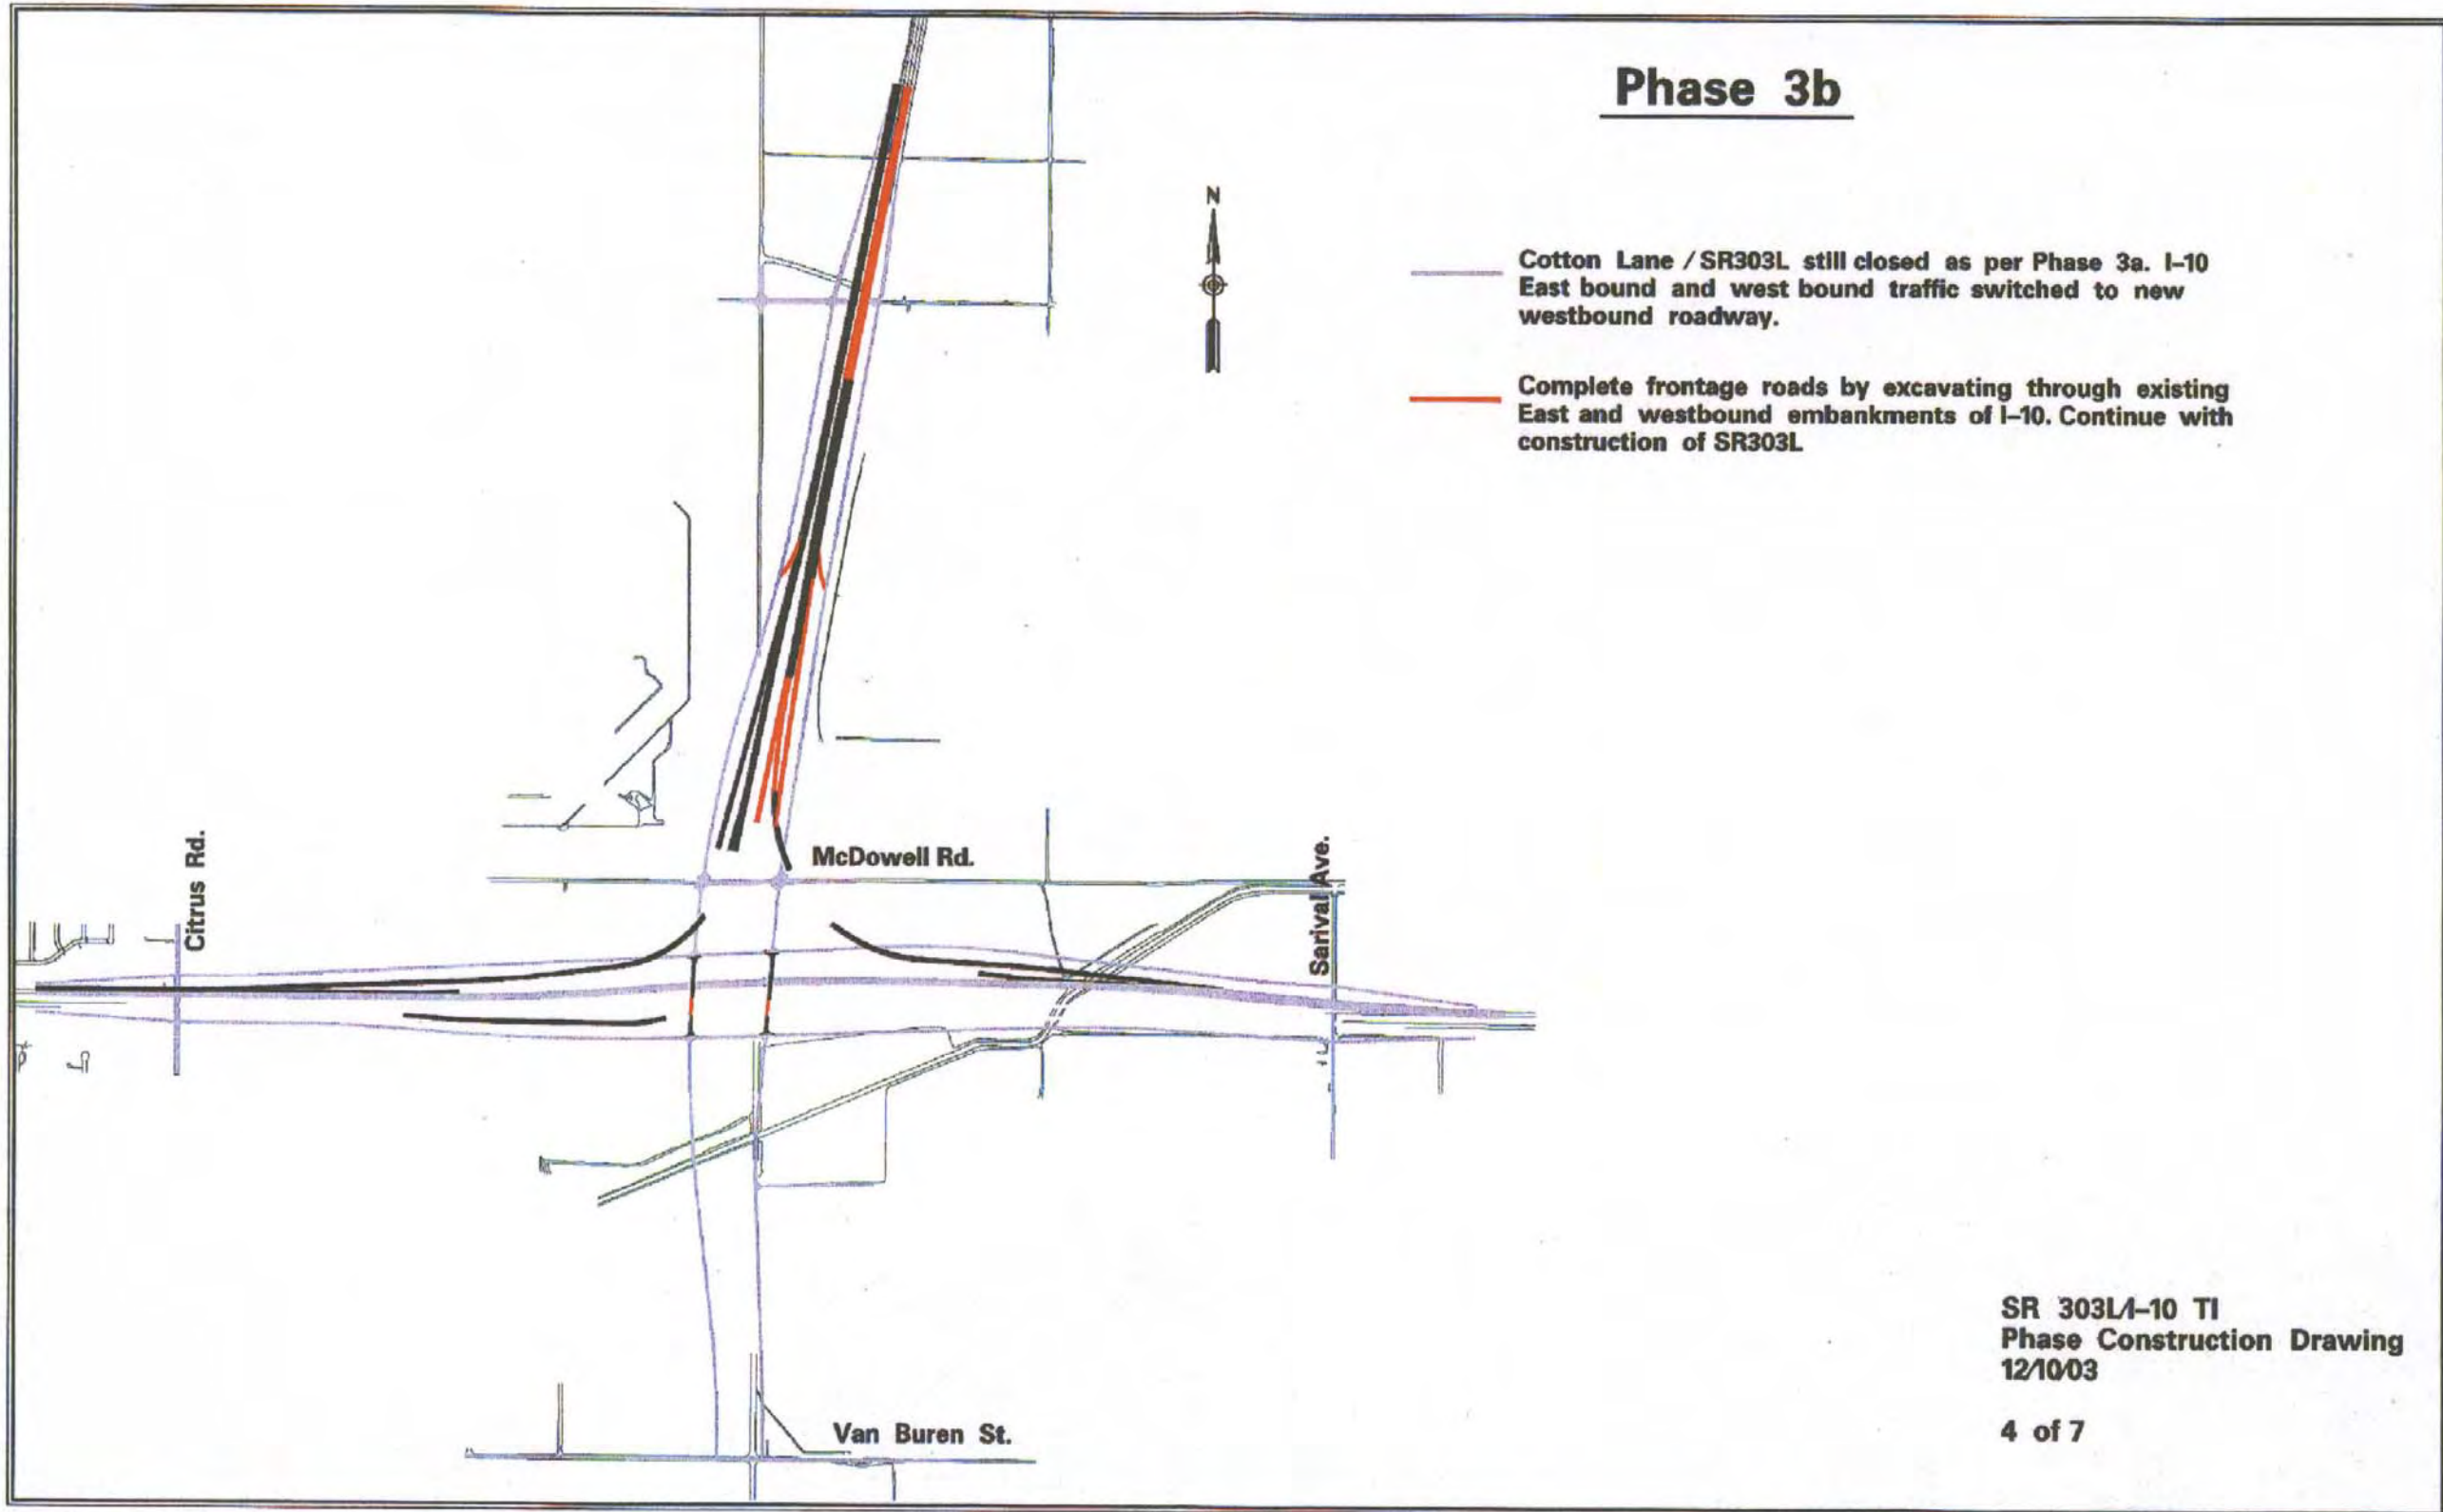 Phase 3b
N
Cotton Lane / SR303L still closed as per Phase 3a. I-10
East bound and west bound traffic switched to new
westbound roadway.
Complete frontage roads by excavating through existing
East and westbound embankments of I-10. Continue with
construction of SR303L
Citrus Rd.
McDowell Rd.
Sarival Ave.
Van Buren St.
SR 303L/I-10 TI
Phase Construction Drawing
12/10/03
4 of 7